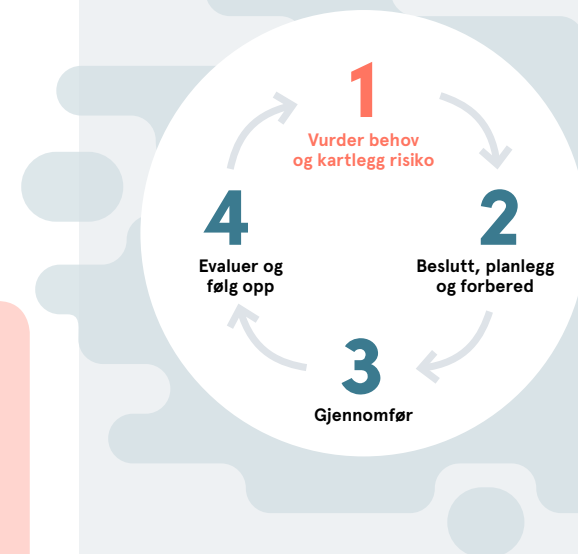 1
Vurder behov
og kartlegg risiko
2
Beslutt, planlegg
og forbered
3
Gjennomfør
4
Evaluer og
følg opp